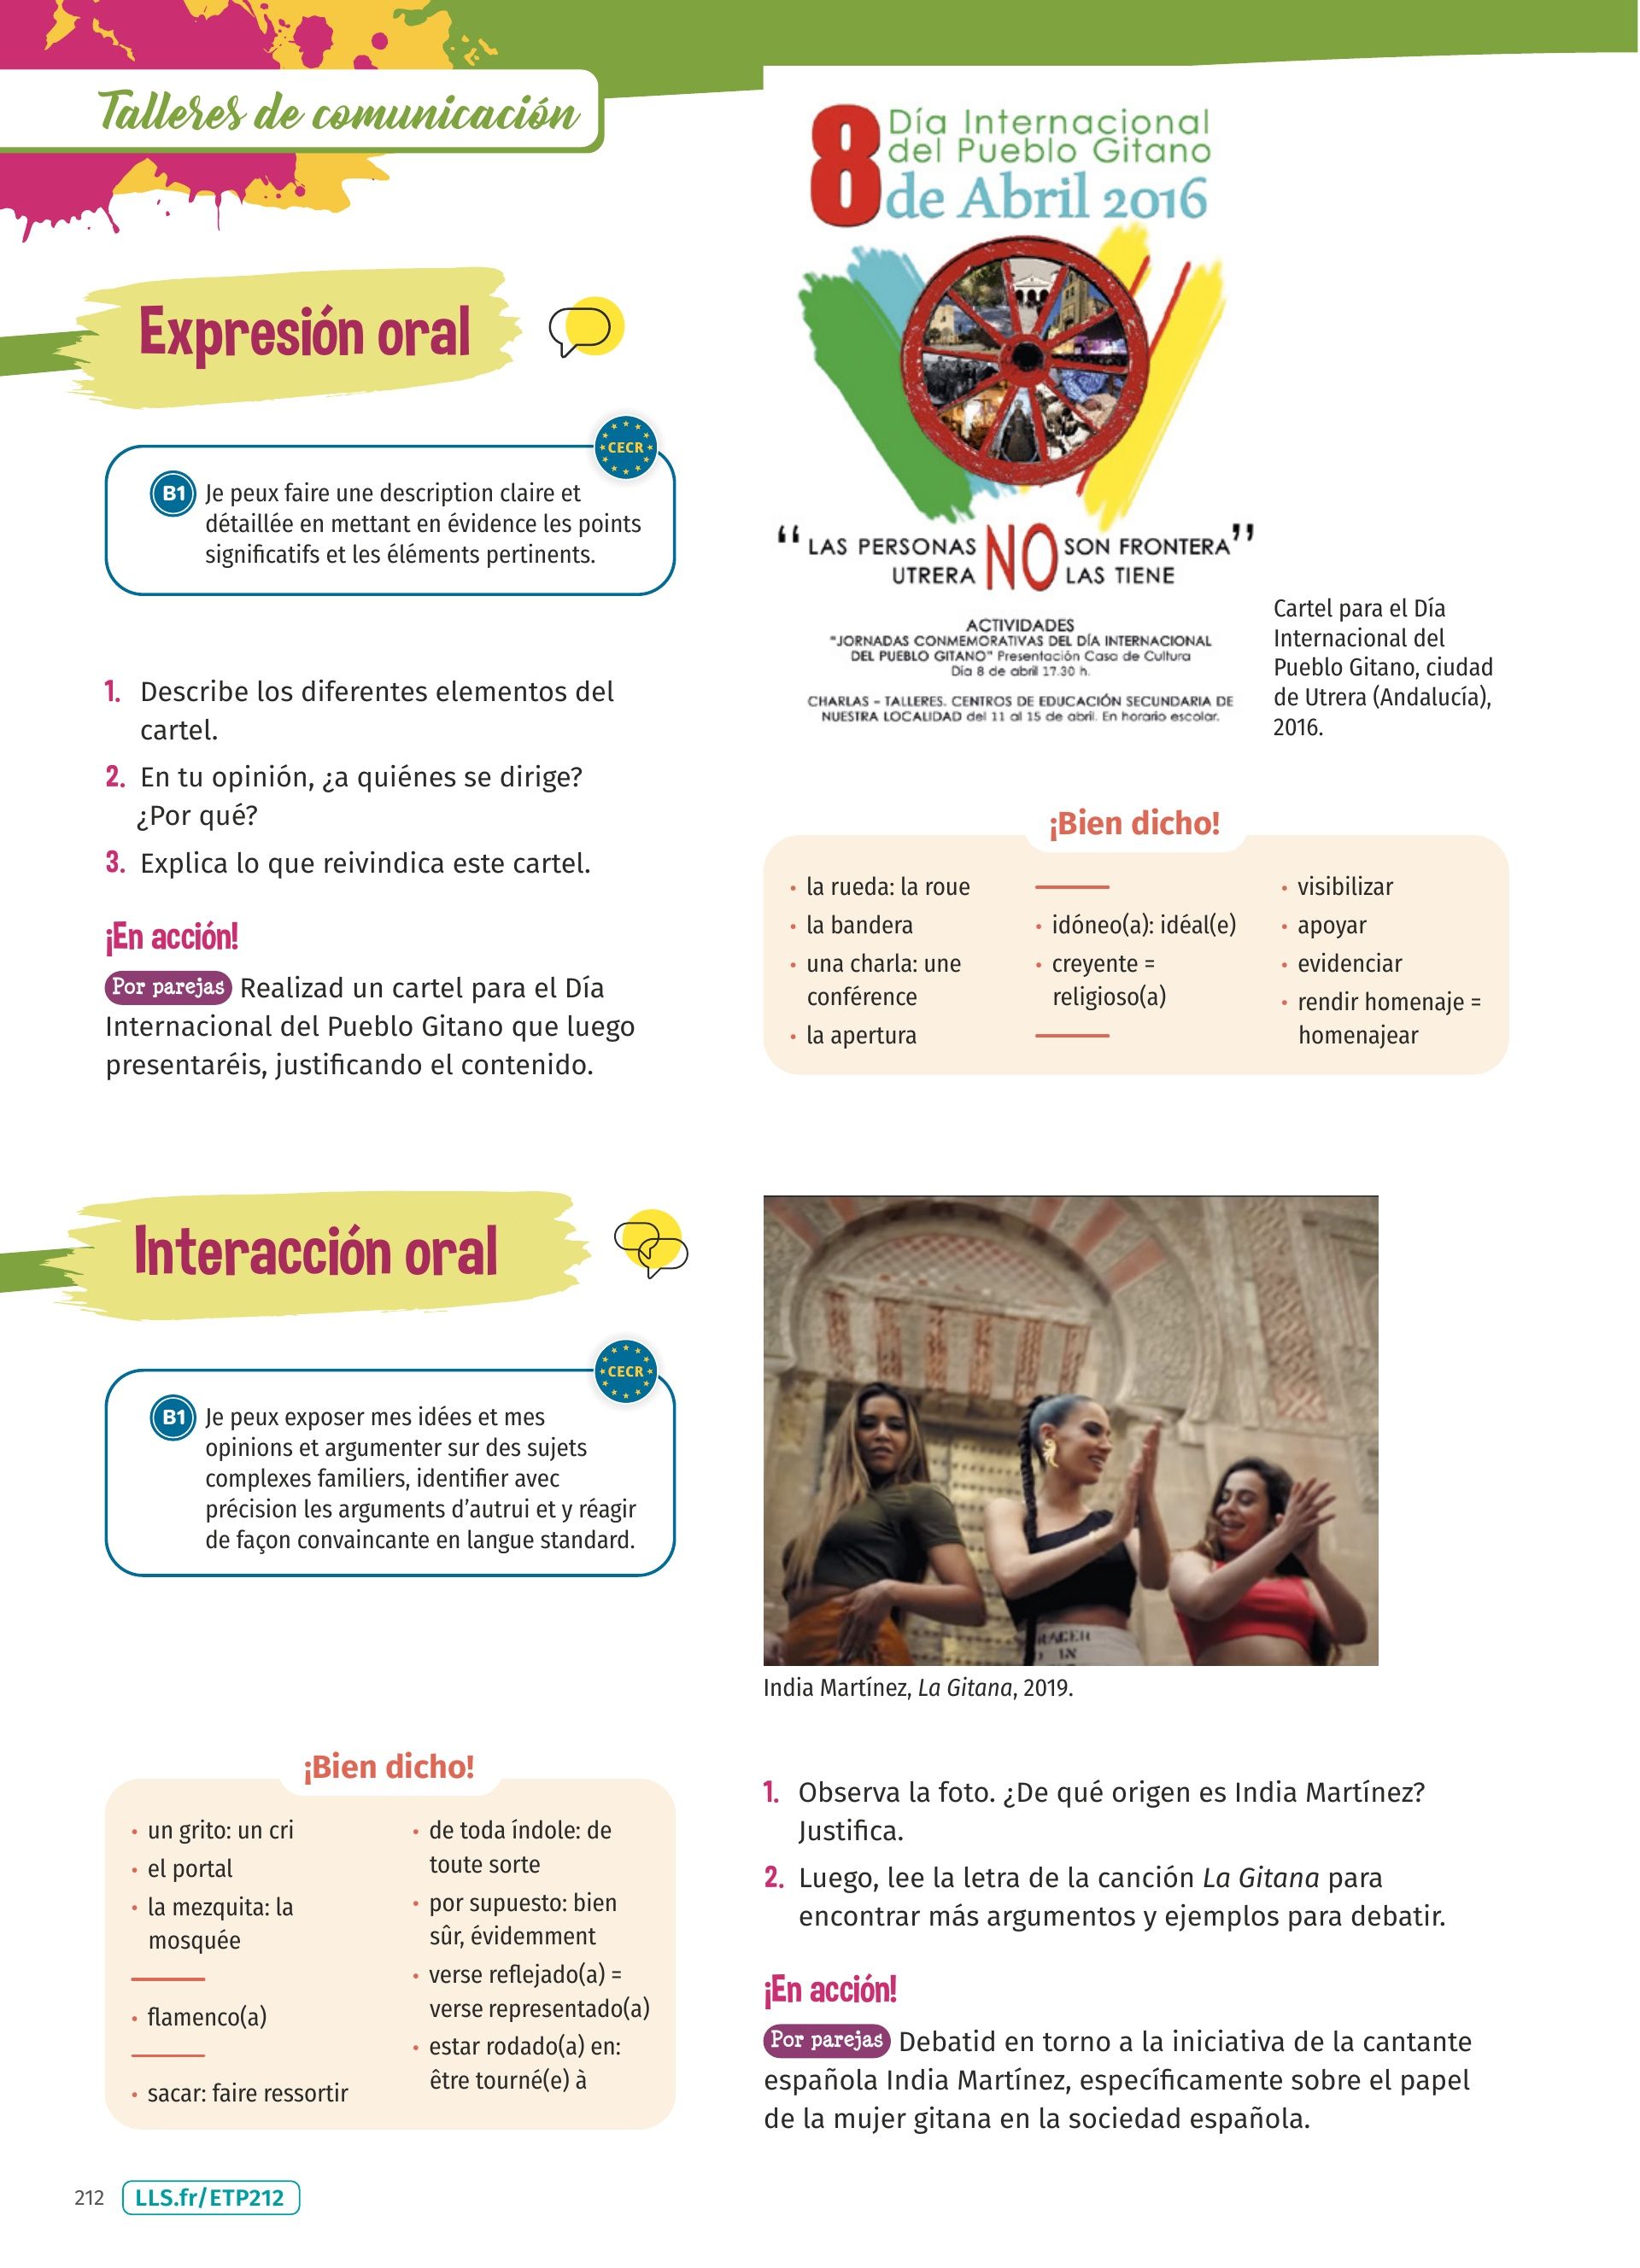 Talleres de comunicación
8 Día Internacional
del Pueblo Gitano
de Abril 2016
“LAS PERSONAS NO SON FRONTERA”
UTRERA NO LAS TIENE
ACTIVIDADES
"JORNADAS CONMEMORATIVAS DEL DÍA INTERNACIONAL
DEL PUEBLO GITANO" Presentación Casa de Cultura
Día 8 de abril 17.30 h.
CHARLAS – TALLERES. CENTROS DE EDUCACIÓN SECUNDARIA DE
NUESTRA LOCALIDAD del 11 al 15 de abril. En horario escolar.
Cartel para el Día
Internacional del
Pueblo Gitano, ciudad
de Utrera (Andalucía),
2016.
Expresión oral
CECR
B1 Je peux faire une description claire et
détaillée en mettant en évidence les points
significatifs et les éléments pertinents.
1. Describe los diferentes elementos del
cartel.
2. En tu opinión, ¿a quiénes se dirige?
¿Por qué?
3. Explica lo que reivindica este cartel.
¡En acción!
Por parejas Realizad un cartel para el Día
Internacional del Pueblo Gitano que luego
presentaréis, justificando el contenido.
¡Bien dicho!
• la rueda: la roue
• la bandera
• una charla: une
conférence
• la apertura
• idóneo(a): idéal(e)
• creyente =
religioso(a)
• visibilizar
• apoyar
• evidenciar
• rendir homenaje =
homenajear
Interacción oral
CECR
B1 Je peux exposer mes idées et mes
opinions et argumenter sur des sujets
complexes familiers, identifier avec
précision les arguments d’autrui et y réagir
de façon convaincante en langue standard.
India Martínez, La Gitana, 2019.
¡Bien dicho!
• un grito: un cri
• el portal
• la mezquita: la
mosquée
• flamenco(a)
• sacar: faire ressortir
• de toda índole: de
toute sorte
• por supuesto: bien
sûr, évidemment
• verse reflejado(a) =
verse representado(a)
• estar rodado(a) en:
être tourné(e) à
1. Observa la foto. ¿De qué origen es India Martínez?
Justifica.
2. Luego, lee la letra de la canción La Gitana para
encontrar más argumentos y ejemplos para debatir.
¡En acción!
Por parejas Debatid en torno a la iniciativa de la cantante
española India Martínez, específicamente sobre el papel
de la mujer gitana en la sociedad española.
212 LLS.fr/ETP212